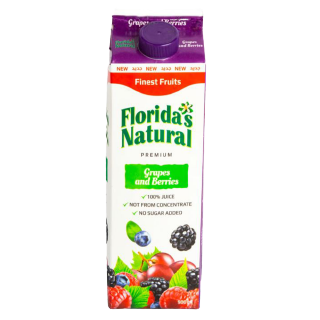 Grapes
and Berries
NEW
NEW
NEW
NEW
Finest Fruits
Florida's
Natural
PREMIUM
Grapes
and Berries
✓ 100% JUICE
✓ NOT FROM CONCENTRATE
✓ NO SUGAR ADDED